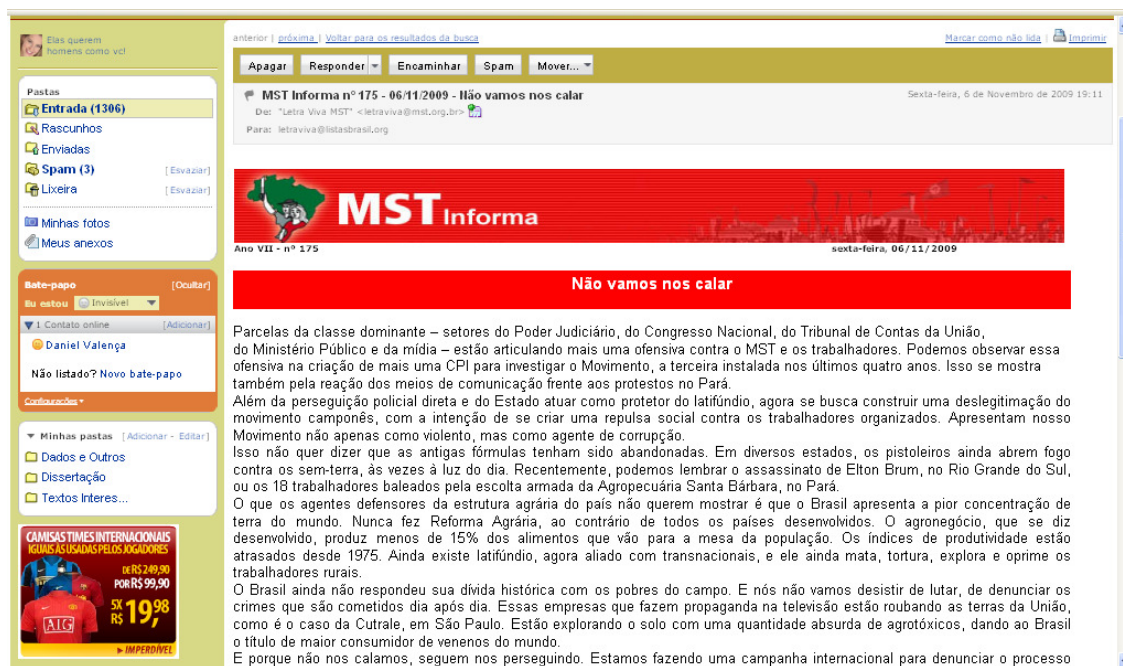 Elas querem
homens como vc!
anterior | próxima | Voltar para os resultados da busca
Marcar como não lida | Imprimir
Apagar Responder Encaminhar Spam Mover...
MST Informa nº 175 - 06/11/2009 - Não vamos nos calar
Sexta-feira, 6 de Novembro de 2009 19:11
De: "Letra Viva MST" <letraviva@mst.org.br>
Para: letraviva@listasbrasil.org
Pastas
Entrada (1306)
Rascunhos
Enviadas
Spam (3) [Esvaziar]
Lixeira [Esvaziar]
Minhas fotos
Meus anexos
Bate-papo [Ocultar]
Eu estou Invisível
1 Contato online [Adicionar]
Daniel Valença
Não listado? Novo bate-papo
Configurações
Minhas pastas [Adicionar - Editar]
Dados e Outros
Dissertação
Textos Interes...
CAMISAS TIMES INTERNACIONAIS
IGUAIS ÀS USADAS PELOS JOGADORES
DE R$ 249,90
POR R$ 99,90
5X R$ 19,98
AIG
IMPERDÍVEL
MST Informa
Ano VII - nº 175 sexta-feira, 06/11/2009
Não vamos nos calar
Parcelas da classe dominante – setores do Poder Judiciário, do Congresso Nacional, do Tribunal de Contas da União,
do Ministério Público e da mídia – estão articulando mais uma ofensiva contra o MST e os trabalhadores. Podemos observar essa
ofensiva na criação de mais uma CPI para investigar o Movimento, a terceira instalada nos últimos quatro anos. Isso se mostra
também pela reação dos meios de comunicação frente aos protestos no Pará.
Além da perseguição policial direta e do Estado atuar como protetor do latifúndio, agora se busca construir uma deslegitimação do
movimento camponês, com a intenção de se criar uma repulsa social contra os trabalhadores organizados. Apresentam nosso
Movimento não apenas como violento, mas como agente de corrupção.
Isso não quer dizer que as antigas fórmulas tenham sido abandonadas. Em diversos estados, os pistoleiros ainda abrem fogo
contra os sem-terra, às vezes à luz do dia. Recentemente, podemos lembrar o assassinato de Elton Brum, no Rio Grande do Sul,
ou os 18 trabalhadores baleados pela escolta armada da Agropecuária Santa Bárbara, no Pará.
O que os agentes defensores da estrutura agrária do país não querem mostrar é que o Brasil apresenta a pior concentração de
terra do mundo. Nunca fez Reforma Agrária, ao contrário de todos os países desenvolvidos. O agronegócio, que se diz
desenvolvido, produz menos de 15% dos alimentos que vão para a mesa da população. Os índices de produtividade estão
atrasados desde 1975. Ainda existe latifúndio, agora aliado com transnacionais, e ele ainda mata, tortura, explora e oprime os
trabalhadores rurais.
O Brasil ainda não respondeu sua dívida histórica com os pobres do campo. E nós não vamos desistir de lutar, de denunciar os
crimes que são cometidos dia após dia. Essas empresas que fazem propaganda na televisão estão roubando as terras da União,
como é o caso da Cutrale, em São Paulo. Estão explorando o solo com uma quantidade absurda de agrotóxicos, dando ao Brasil
o título de maior consumidor de venenos do mundo.
E porque não nos calamos, seguem nos perseguindo. Estamos fazendo uma campanha internacional para denunciar o processo